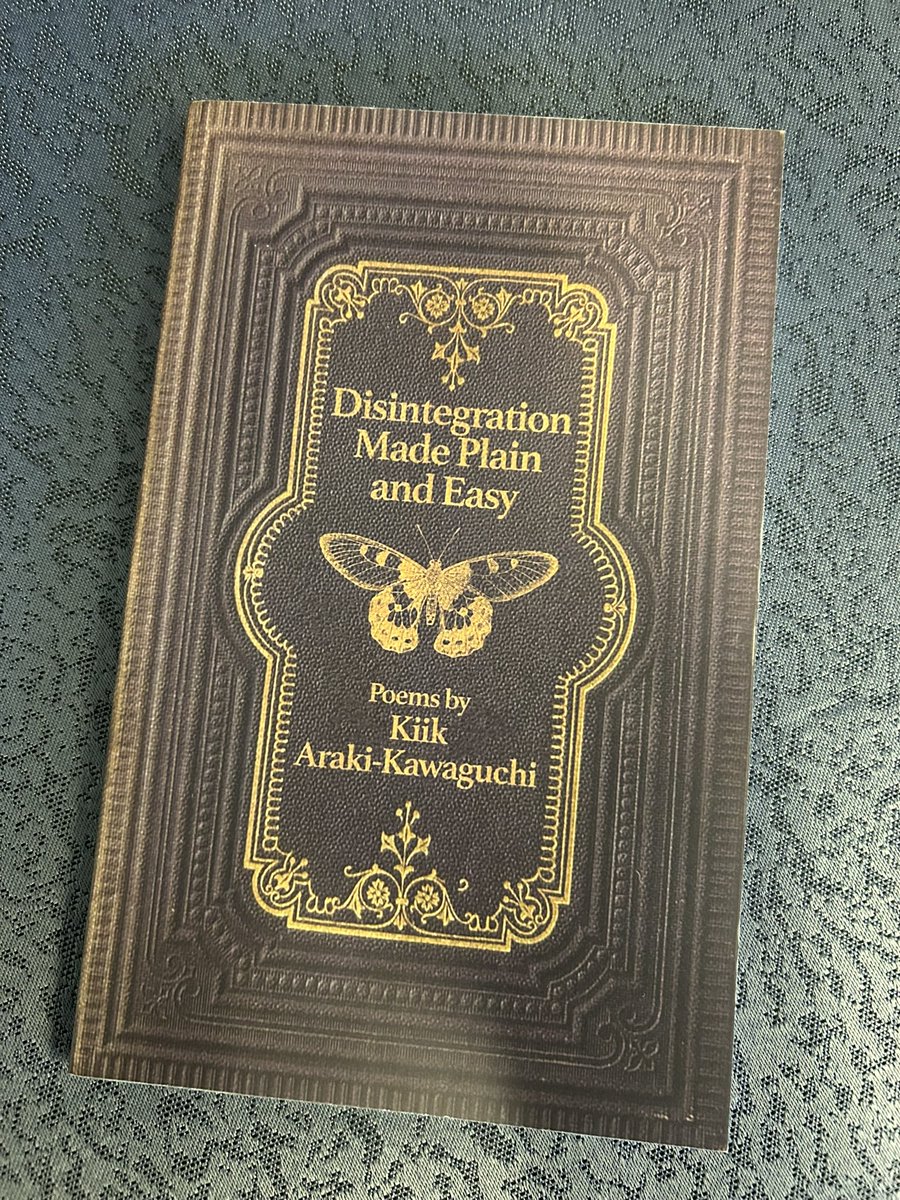 Disintegration
Made Plain
and Easy
Poems by
Kiik
Araki-Kawaguchi